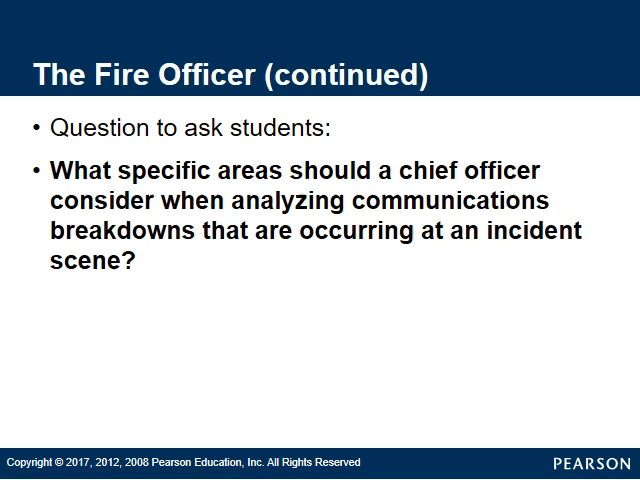 The Fire Officer (continued)
• Question to ask students:
• What specific areas should a chief officer
consider when analyzing communications
breakdowns that are occurring at an incident
scene?
Copyright © 2017, 2012, 2008 Pearson Education, Inc. All Rights Reserved
PEARSON